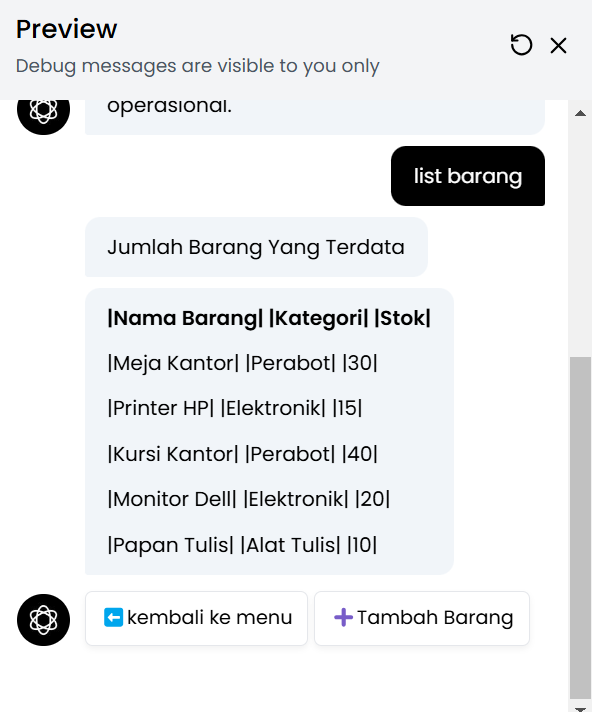 Preview
Debug messages are visible to you only
operasional.
list barang
Jumlah Barang Yang Terdata
|Nama Barang| |Kategori| |Stok|
|Meja Kantor| |Perabot| |30|
|Printer HP| |Elektronik| |15|
|Kursi Kantor| |Perabot| |40|
|Monitor Dell| |Elektronik| |20|
|Papan Tulis| |Alat Tulis| |10|
⬅️kembali ke menu
➕Tambah Barang